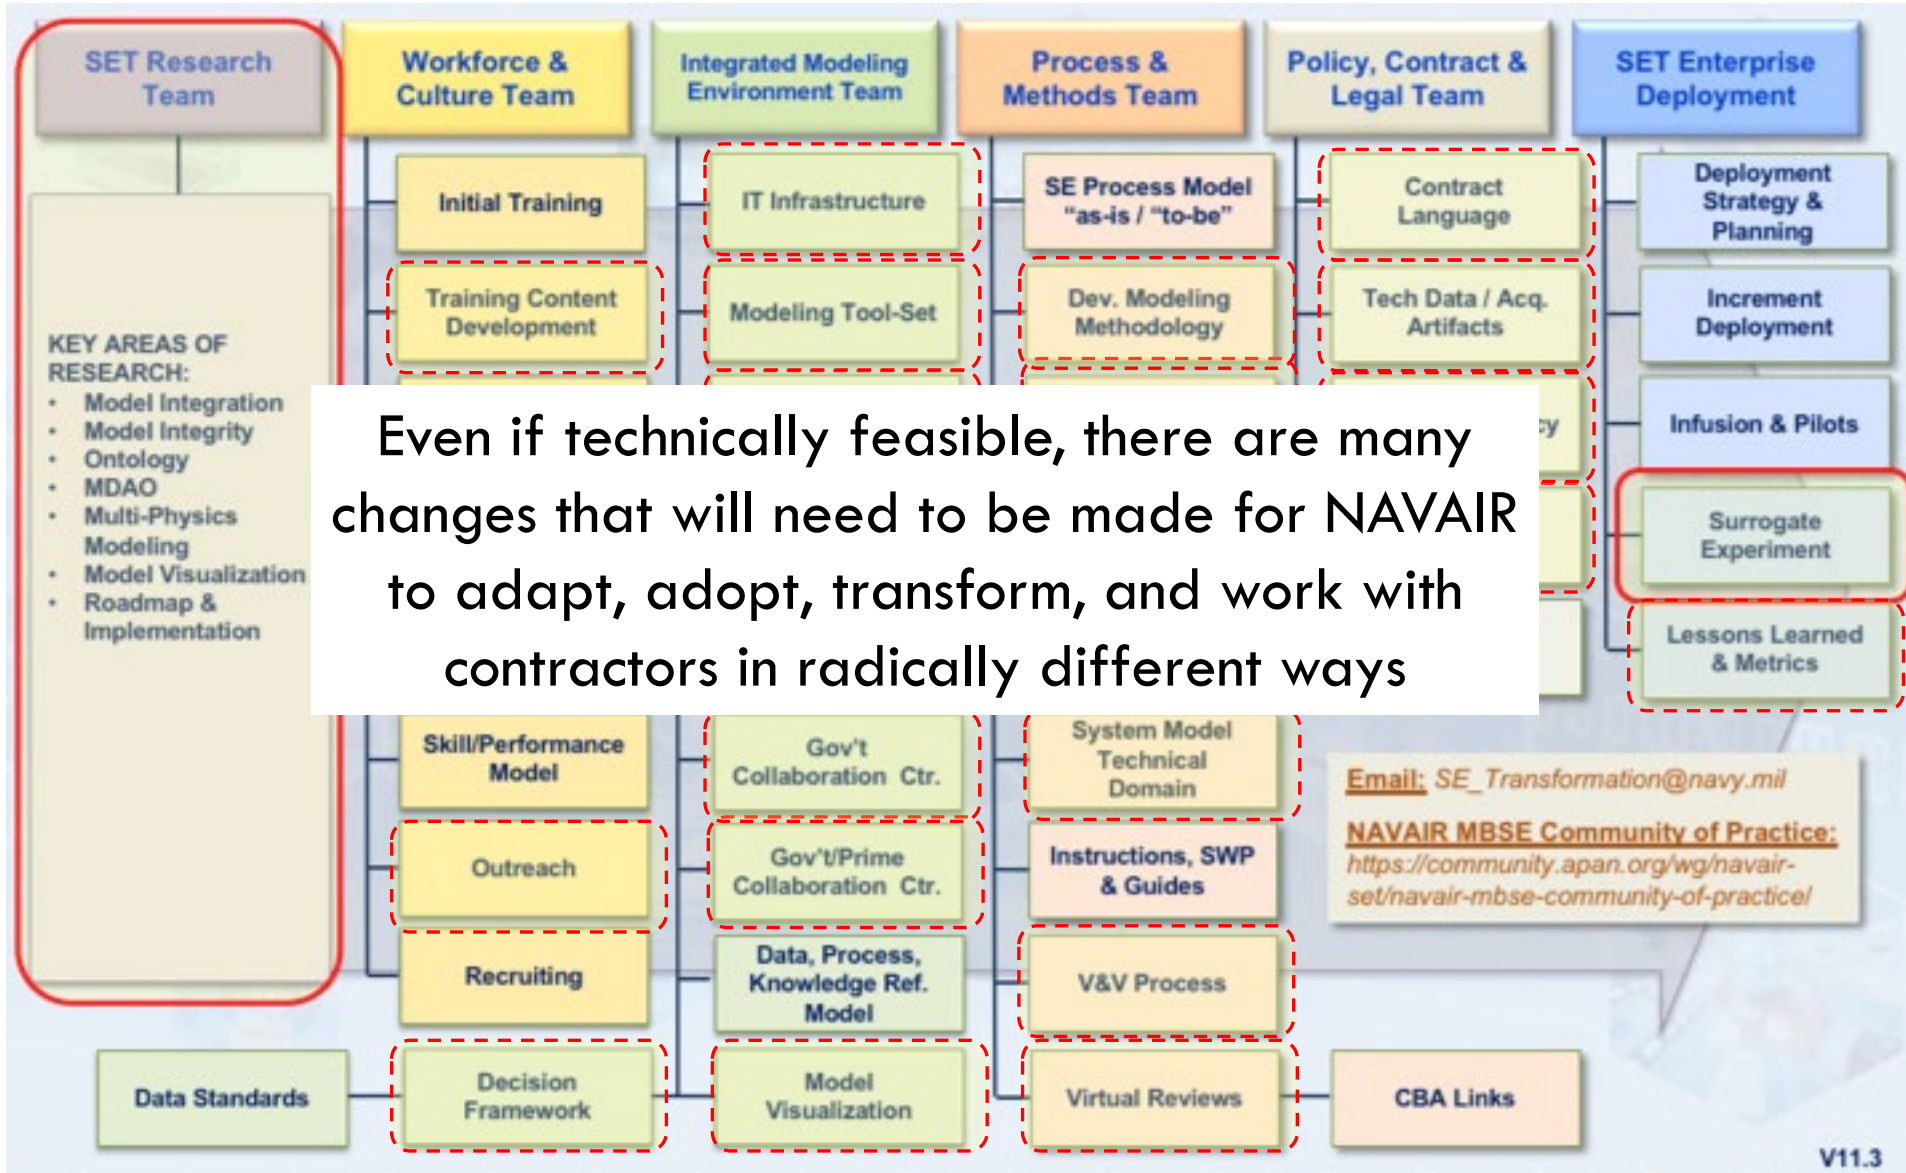 SET Research
Team
Workforce &
Culture Team
Integrated Modeling
Environment Team
Process &
Methods Team
Policy, Contract &
Legal Team
SET Enterprise
Deployment
KEY AREAS OF
RESEARCH:
• Model Integration
• Model Integrity
• Ontology
• MDAO
• Multi-Physics
Modeling
• Model Visualization
• Roadmap &
Implementation
Initial Training
Training Content
Development
IT Infrastructure
Modeling Tool-Set
SE Process Model
“as-is / “to-be”
Dev. Modeling
Methodology
Contract
Language
Tech Data / Acq.
Artifacts
Deployment
Strategy &
Planning
Increment
Deployment
Infusion & Pilots
Surrogate
Experiment
Lessons Learned
& Metrics
Even if technically feasible, there are many
changes that will need to be made for NAVAIR
to adapt, adopt, transform, and work with
contractors in radically different ways
Skill/Performance
Model
Outreach
Recruiting
Gov't
Collaboration Ctr.
Gov't/Prime
Collaboration Ctr.
Data, Process,
Knowledge Ref.
Model
System Model
Technical
Domain
Instructions, SWP
& Guides
V&V Process
Email: SE_Transformation@navy.mil
NAVAIR MBSE Community of Practice:
https://community.apan.org/wg/navair-
set/navair-mbse-community-of-practice/
Data Standards
Decision
Framework
Model
Visualization
Virtual Reviews
CBA Links
V11.3